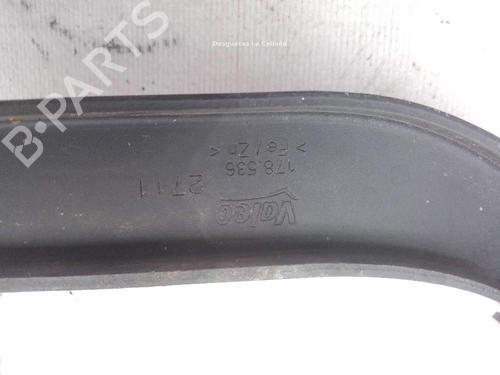 Desguaces La Cabaña
B-PARTS
Valeo
178.536
> Fe / Zn <
2711